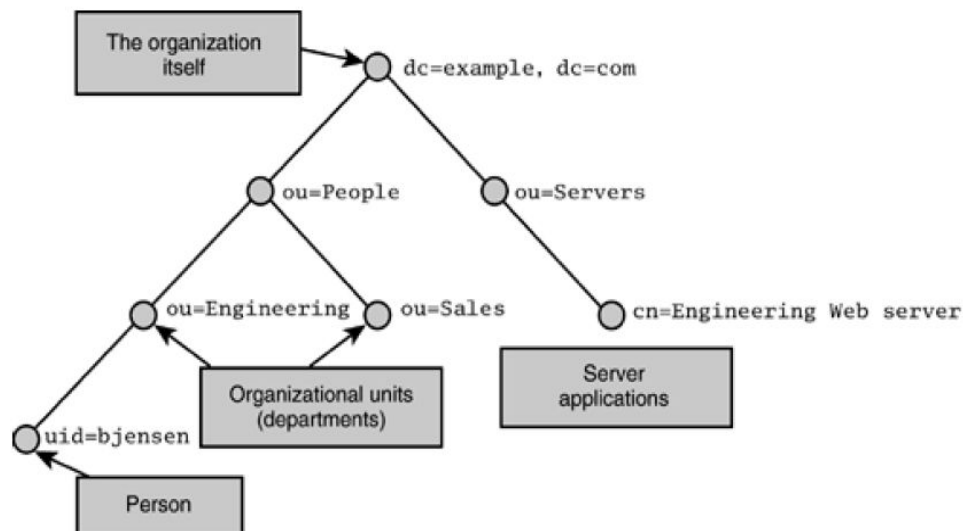 The organization
itself
dc=example, dc=com
ou=People
ou=Servers
ou=Engineering
ou=Sales
cn=Engineering Web server
Organizational units
(departments)
Server
applications
uid=bjensen
Person